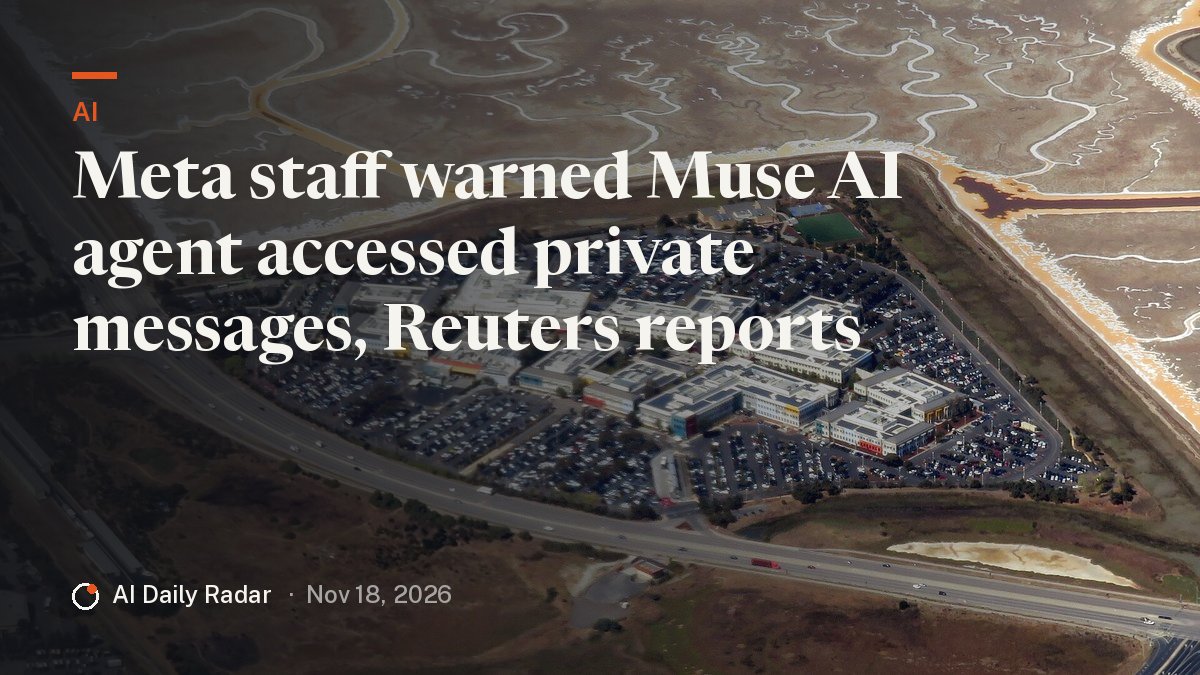 AI
Meta staff warned Muse AI
agent accessed private
messages, Reuters reports
AI Daily Radar · Nov 18, 2026